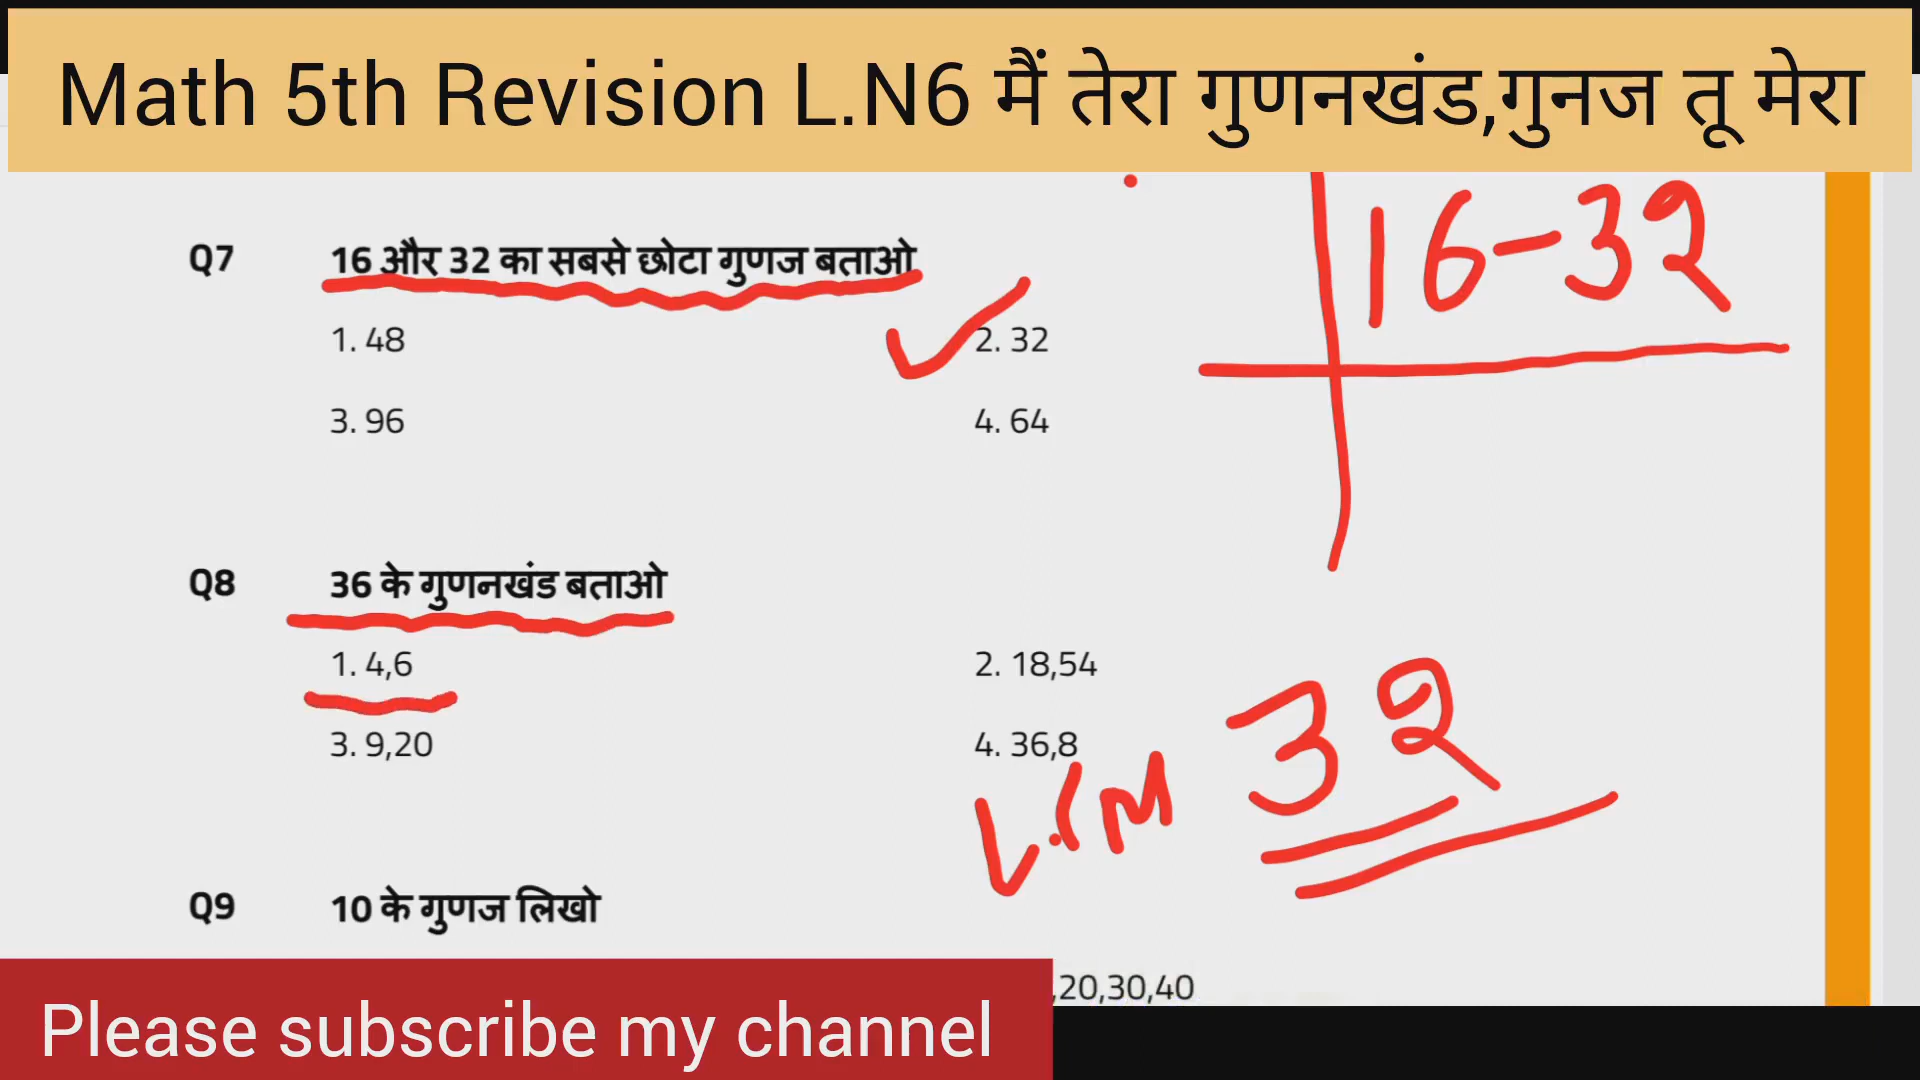 Math 5th Revision L.N6 मैं तेरा गुणनखंड,गुनज तू मेरा
16-32
Q7 16 और 32 का सबसे छोटा गुणज बताओ
1. 48 2. 32
3. 96 4. 64
Q8 36 के गुणनखंड बताओ
1. 4,6 2. 18,54
3. 9,20 4. 36,8
L.CM 32
Q9 10 के गुणज लिखो
,20,30,40
Please subscribe my channel